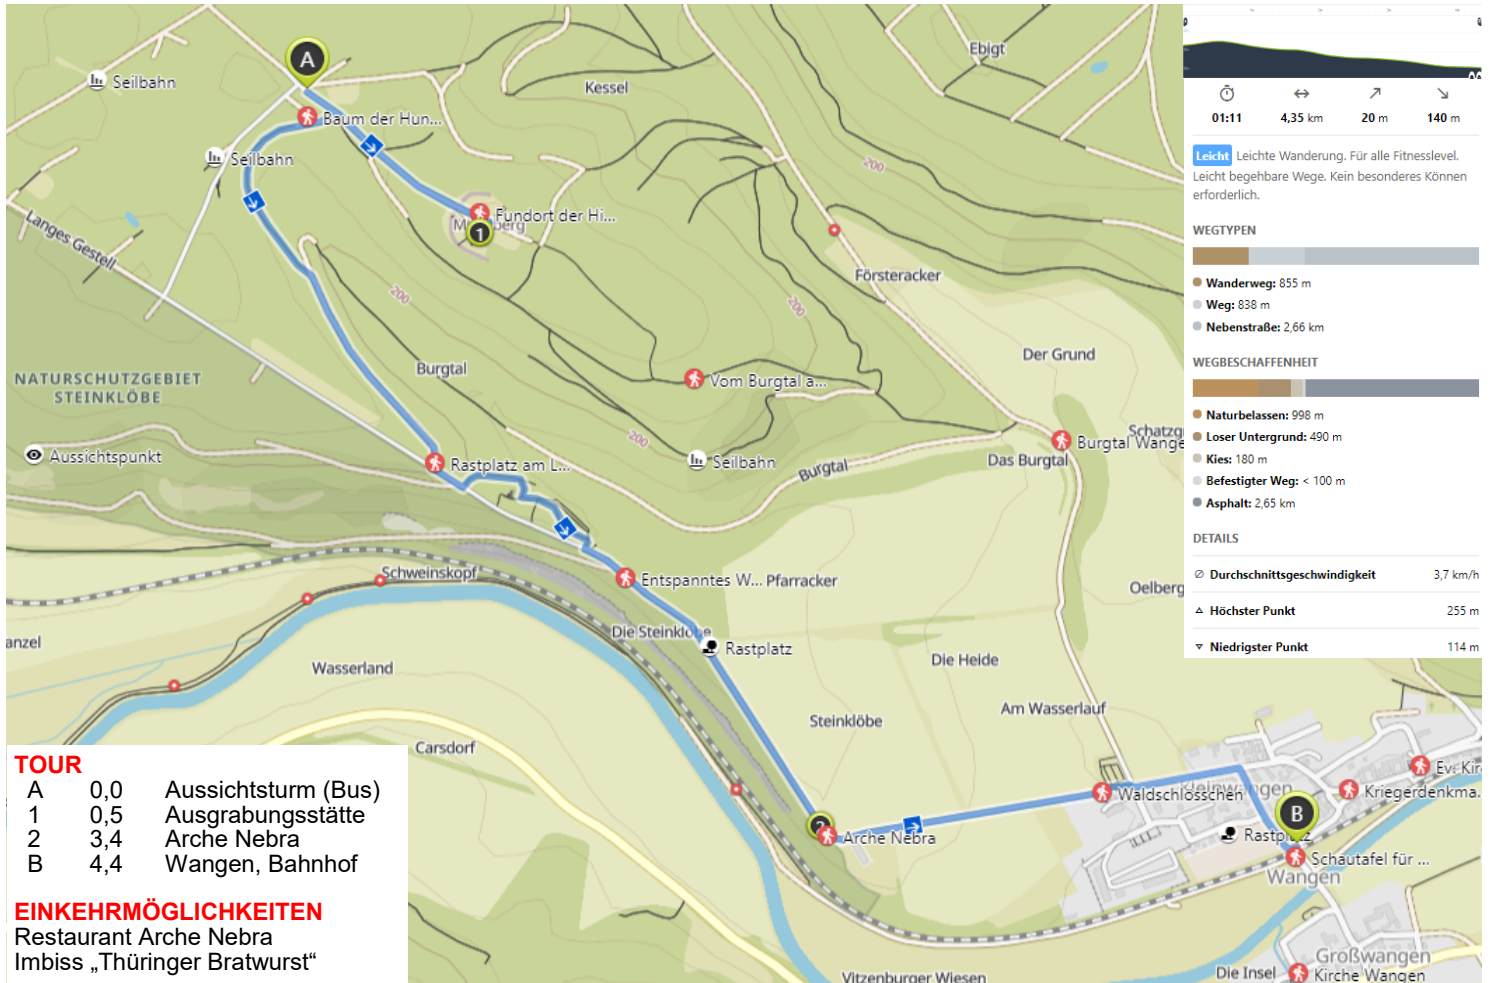 A
Seilbahn
Baum der Hun...
Seilbahn
Kessel
Ebigt
200
Fundort der Hi...
1
Langes Gestell
Försteracker
200
200
Der Grund
NATURSCHUTZGEBIET
STEINKLÖBE
Burgtal
Vom Burgtal a...
200
Aussichtspunkt
Rastplatz am L...
Seilbahn
Burgtal
Das Burgtal
Burgtal Wange
Schweinskopf
Entspanntes W...
Pfarracker
Oelberg
anzel
Die Steinklöbe
Rastplatz
Wasserland
Die Heide
Steinklöbe
Am Wasserlauf
Carsdorf
2
Arche Nebra
Waldschlösschen
B
Rastplatz
Ev. Kir
Kriegerdenkma...
Schautafel für ...
Wangen
Großwangen
Die Insel
Kirche Wangen
Vitzenburger Wiesen
01:11
4,35 km
20 m
140 m
Leicht Leichte Wanderung. Für alle Fitnesslevel.
Leicht begehbare Wege. Kein besonderes Können
erforderlich.
WEGTYPEN
Wanderweg: 855 m
Weg: 838 m
Nebenstraße: 2,66 km
WEGBESCHAFFENHEIT
Naturbelassen: 998 m
Loser Untergrund: 490 m
Kies: 180 m
Befestigter Weg: < 100 m
Asphalt: 2,65 km
DETAILS
Durchschnittsgeschwindigkeit 3,7 km/h
Höchster Punkt 255 m
Niedrigster Punkt 114 m
TOUR
A 0,0 Aussichtsturm (Bus)
1 0,5 Ausgrabungsstätte
2 3,4 Arche Nebra
B 4,4 Wangen, Bahnhof
EINKEHRMÖGLICHKEITEN
Restaurant Arche Nebra
Imbiss „Thüringer Bratwurst“